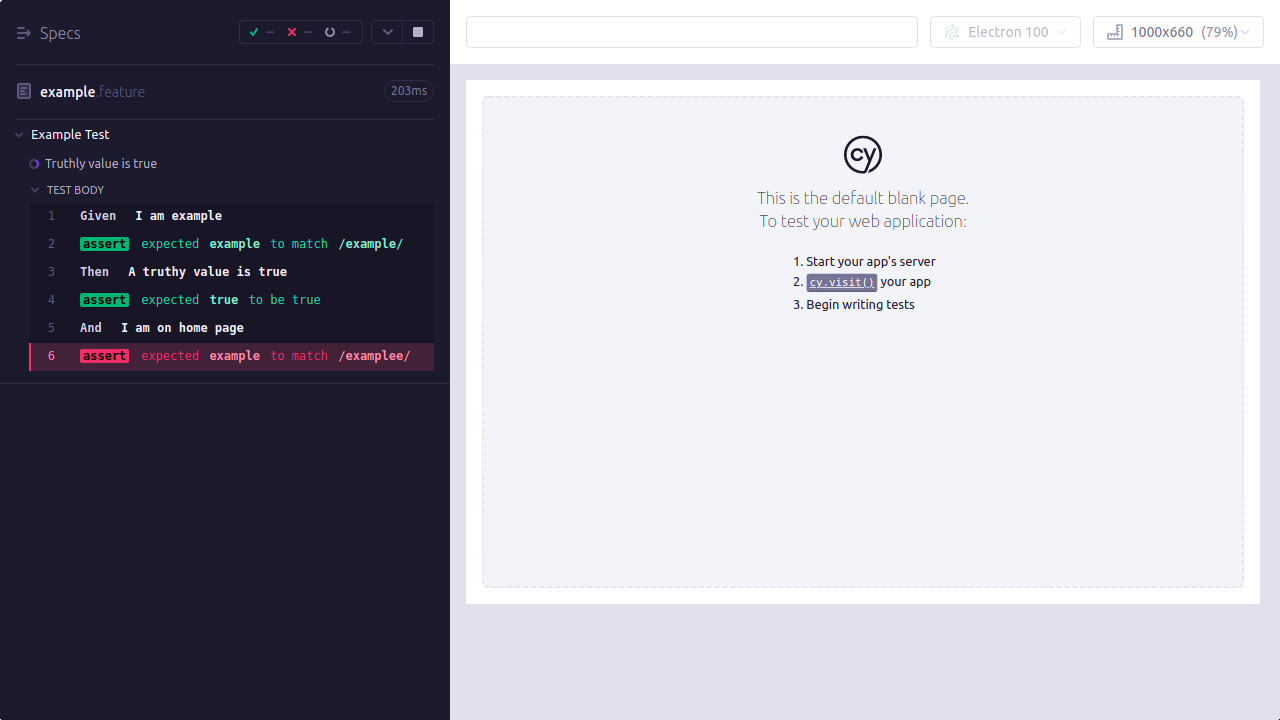 Specs
--
--
--
example.feature
203ms
Example Test
Truthly value is true
TEST BODY
1 Given I am example
2 assert expected example to match /example/
3 Then A truthy value is true
4 assert expected true to be true
5 And I am on home page
6 assert expected example to match /examplee/
Electron 100
1000x660 (79%)
cy
This is the default blank page.
To test your web application:
1. Start your app's server
2. cy.visit() your app
3. Begin writing tests